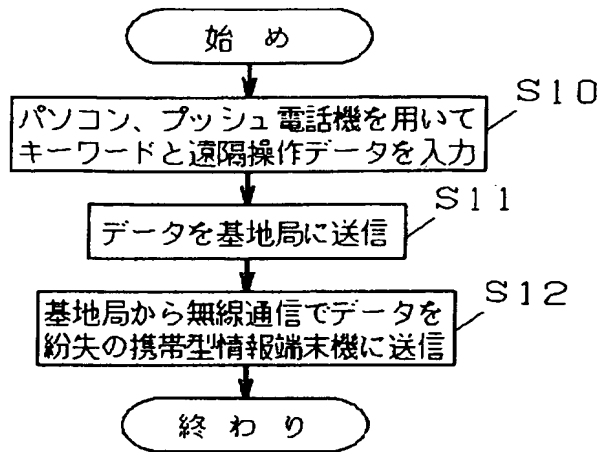 始め
S10
パソコン、プッシュ電話機を用いて
キーワードと遠隔操作データを入力
S11
データを基地局に送信
S12
基地局から無線通信でデータを
紛失の携帯型情報端末機に送信
終わり